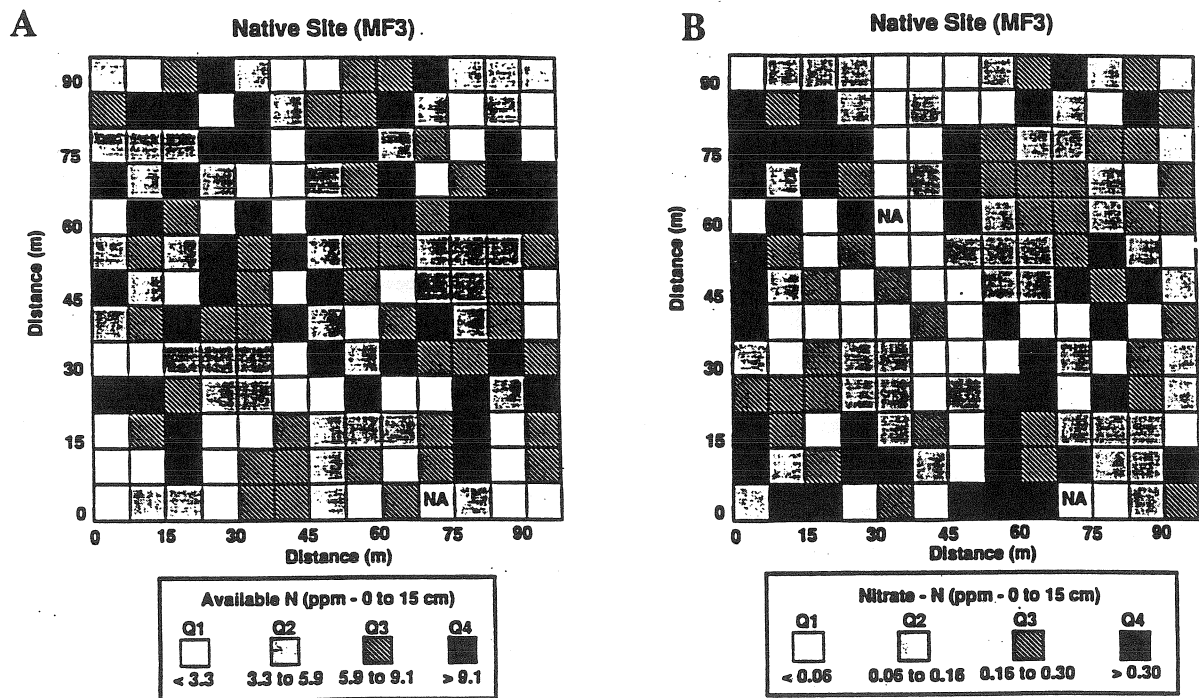 A
Native Site (MF3)
Distance (m)
90
75
60
45
30
15
0
NA
0 15 30 45 60 75 90
Distance (m)
Available N (ppm - 0 to 15 cm)
Q1 Q2 Q3 Q4
< 3.3 3.3 to 5.9 5.9 to 9.1 > 9.1
B
Native Site (MF3)
Distance (m)
90
75
60
45
30
15
0
NA
NA
0 15 30 45 60 75 90
Distance (m)
Nitrate - N (ppm - 0 to 15 cm)
Q1 Q2 Q3 Q4
< 0.06 0.06 to 0.16 0.16 to 0.30 > 0.30